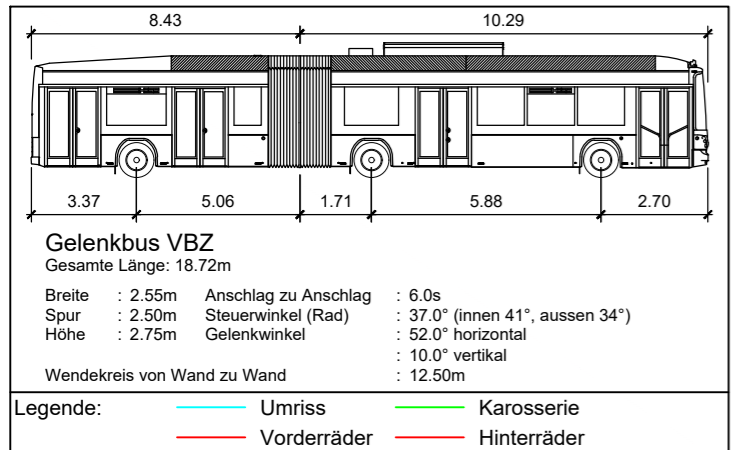 8.43 10.29
3.37 5.06 1.71 5.88 2.70
Gelenkbus VBZ
Gesamte Länge: 18.72m
Breite : 2.55m Anschlag zu Anschlag : 6.0s
Spur : 2.50m Steuerwinkel (Rad) : 37.0° (innen 41°, aussen 34°)
Höhe : 2.75m Gelenkwinkel : 52.0° horizontal
: 10.0° vertikal
Wendekreis von Wand zu Wand : 12.50m
Legende: Umriss Karosserie
Vorderräder Hinterräder